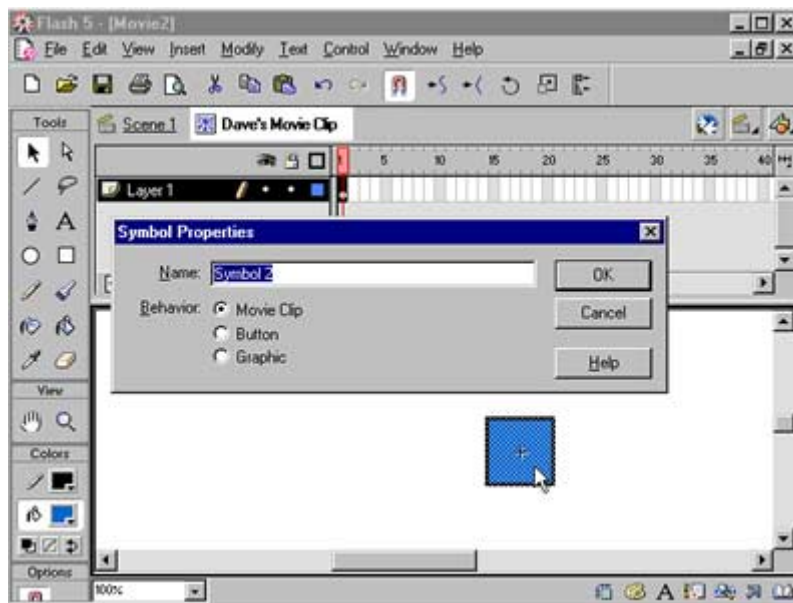 Flash 5 - [Movie2]
File Edit View Insert Modify Text Control Window Help
Tools
Scene 1 Dave's Movie Clip
1 5 10 15 20 25 30 35 40
Layer 1
Symbol Properties
Name: Symbol 2
OK
Behavior: Movie Clip
Cancel
Button
Graphic
Help
View
Colors
Options
100%